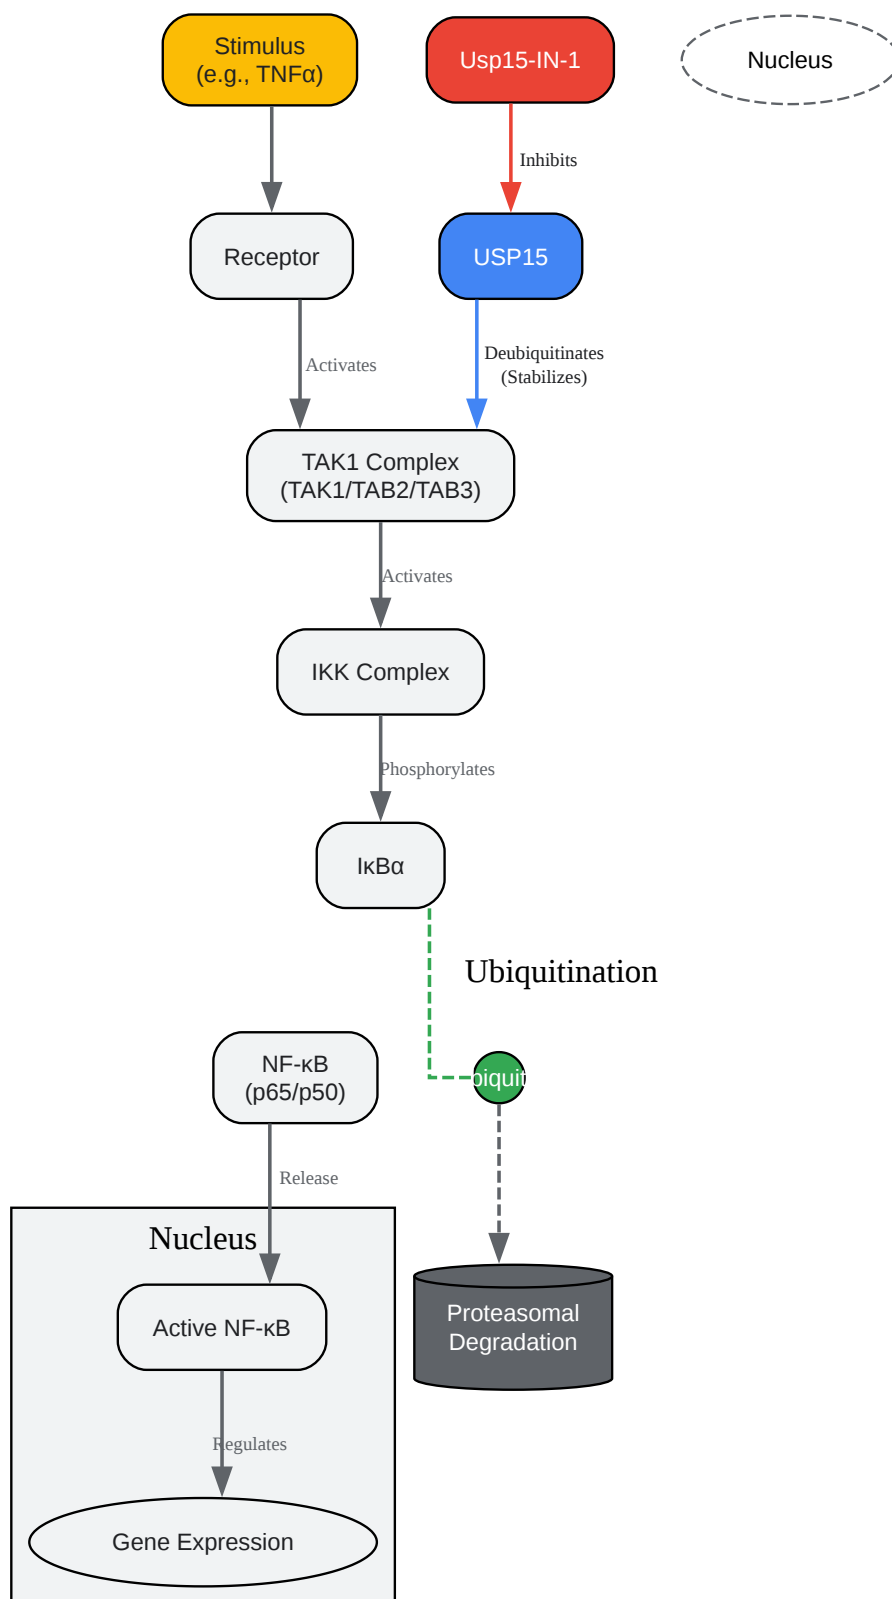 Stimulus
(e.g., TNFα)
Usp15-IN-1
Nucleus
Inhibits
Receptor
USP15
Activates
Deubiquitinates
(Stabilizes)
TAK1 Complex
(TAK1/TAB2/TAB3)
Activates
IKK Complex
Phosphorylates
IκBα
Ubiquitination
NF-κB
(p65/p50)
biquit
Release
Nucleus
Active NF-κB
Proteasomal
Degradation
Regulates
Gene Expression